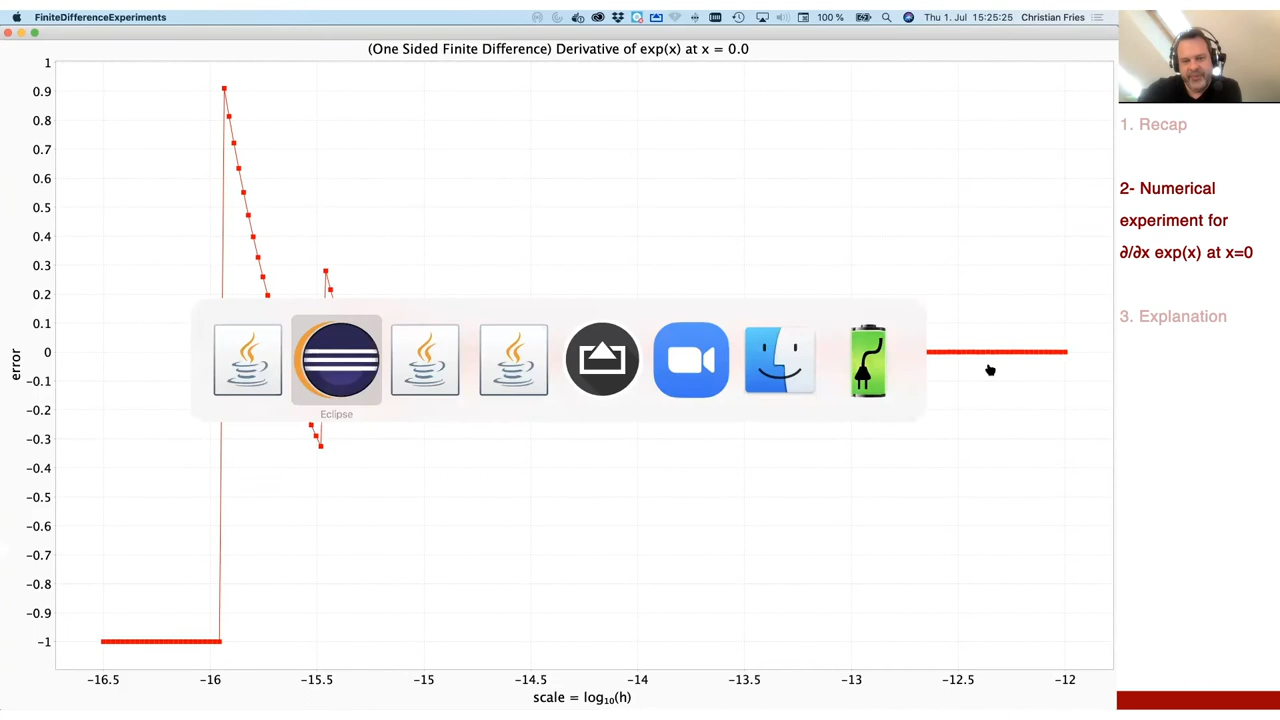 FiniteDifferenceExperiments
100 %
Thu 1. Jul 15:25:25
Christian Fries
(One Sided Finite Difference) Derivative of exp(x) at x = 0.0
1
0.9
0.8
0.7
0.6
0.5
0.4
0.3
0.2
0.1
0
-0.1
-0.2
-0.3
-0.4
-0.5
-0.6
-0.7
-0.8
-0.9
-1
error
Eclipse
-16.5
-16
-15.5
-15
-14.5
-14
-13.5
-13
-12.5
-12
scale = log₁₀(h)
1. Recap
2- Numerical
experiment for
∂/∂x exp(x) at x=0
3. Explanation